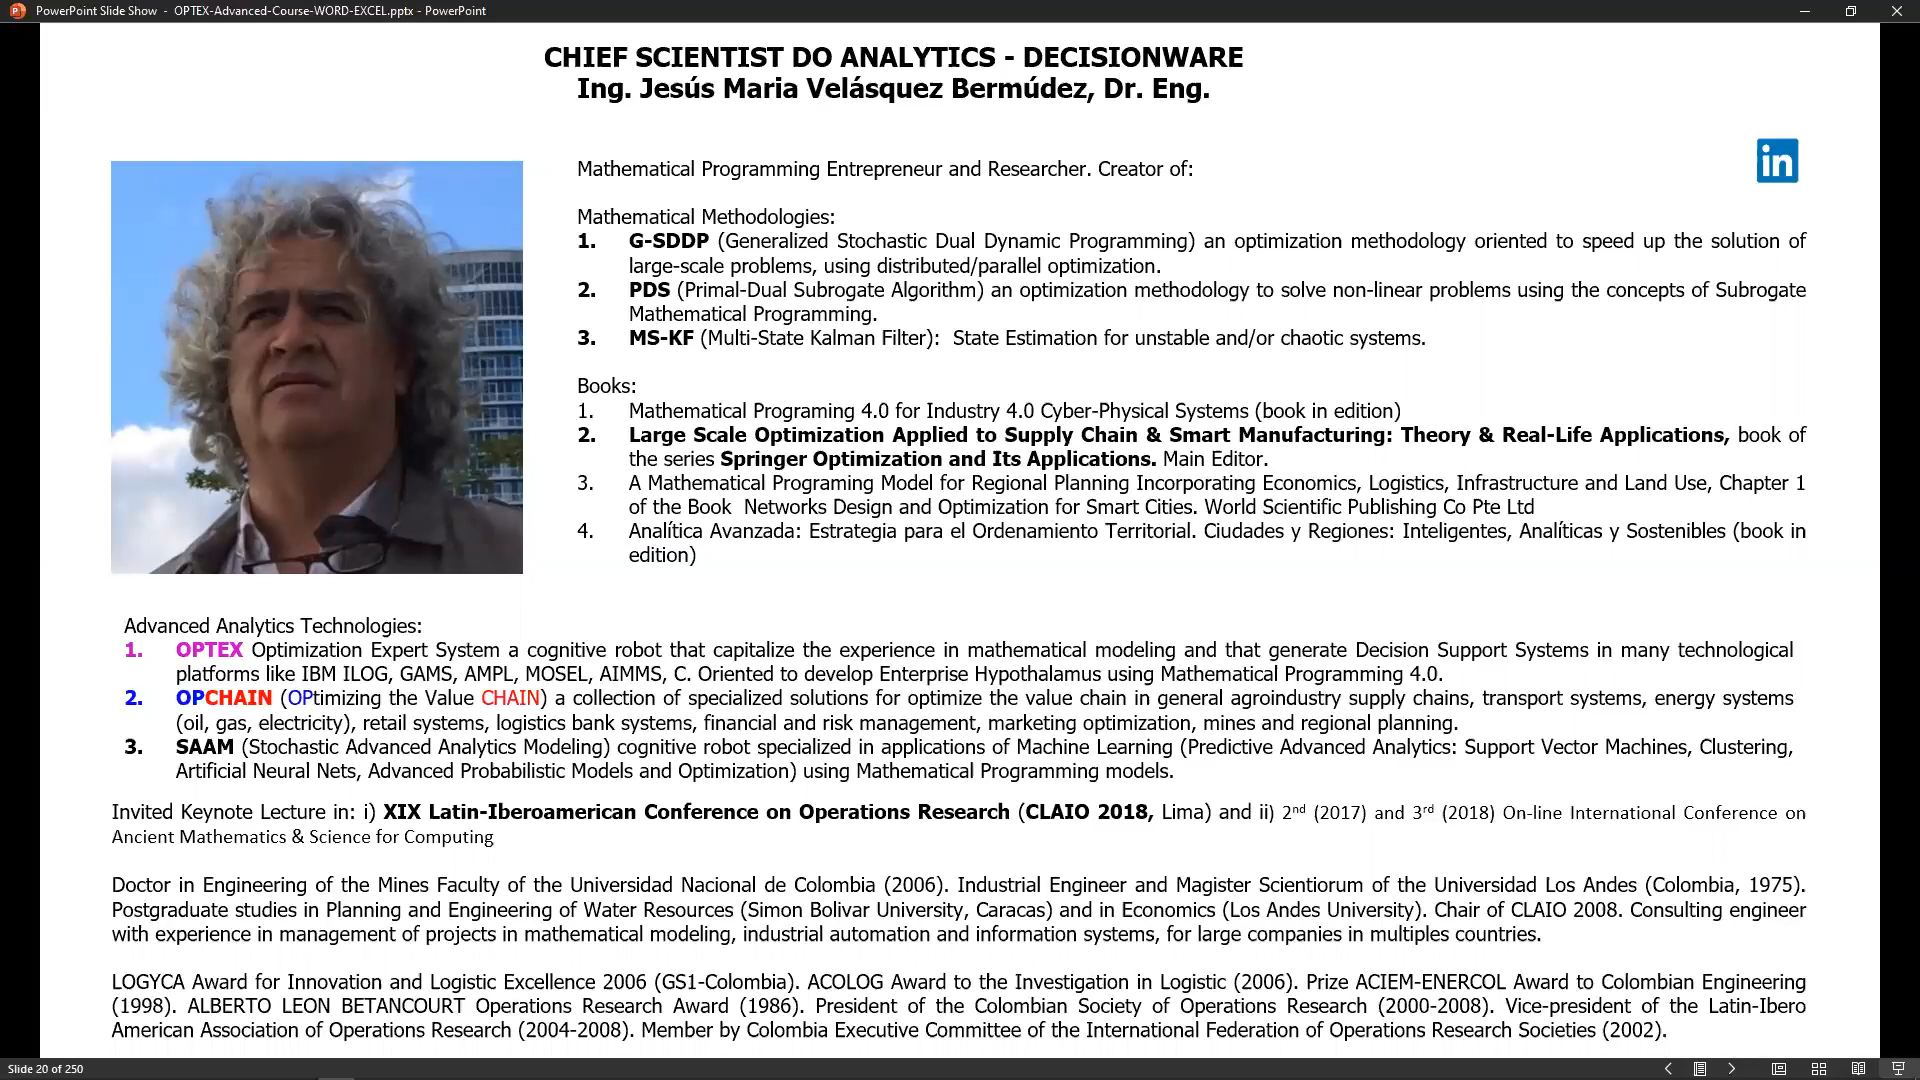 PowerPoint Slide Show - OPTEX-Advanced-Course-WORD-EXCEL.pptx - PowerPoint
CHIEF SCIENTIST DO ANALYTICS - DECISIONWARE
Ing. Jesús Maria Velásquez Bermúdez, Dr. Eng.
in
Mathematical Programming Entrepreneur and Researcher. Creator of:
Mathematical Methodologies:
1. G-SDDP (Generalized Stochastic Dual Dynamic Programming) an optimization methodology oriented to speed up the solution of
large-scale problems, using distributed/parallel optimization.
2. PDS (Primal-Dual Subrogate Algorithm) an optimization methodology to solve non-linear problems using the concepts of Subrogate
Mathematical Programming.
3. MS-KF (Multi-State Kalman Filter): State Estimation for unstable and/or chaotic systems.
Books:
1. Mathematical Programing 4.0 for Industry 4.0 Cyber-Physical Systems (book in edition)
2. Large Scale Optimization Applied to Supply Chain & Smart Manufacturing: Theory & Real-Life Applications, book of
the series Springer Optimization and Its Applications. Main Editor.
3. A Mathematical Programing Model for Regional Planning Incorporating Economics, Logistics, Infrastructure and Land Use, Chapter 1
of the Book Networks Design and Optimization for Smart Cities. World Scientific Publishing Co Pte Ltd
4. Analítica Avanzada: Estrategia para el Ordenamiento Territorial. Ciudades y Regiones: Inteligentes, Analíticas y Sostenibles (book in
edition)
Advanced Analytics Technologies:
1. OPTEX Optimization Expert System a cognitive robot that capitalize the experience in mathematical modeling and that generate Decision Support Systems in many technological
platforms like IBM ILOG, GAMS, AMPL, MOSEL, AIMMS, C. Oriented to develop Enterprise Hypothalamus using Mathematical Programming 4.0.
2. OPCHAIN (OPtimizing the Value CHAIN) a collection of specialized solutions for optimize the value chain in general agroindustry supply chains, transport systems, energy systems
(oil, gas, electricity), retail systems, logistics bank systems, financial and risk management, marketing optimization, mines and regional planning.
3. SAAM (Stochastic Advanced Analytics Modeling) cognitive robot specialized in applications of Machine Learning (Predictive Advanced Analytics: Support Vector Machines, Clustering,
Artificial Neural Nets, Advanced Probabilistic Models and Optimization) using Mathematical Programming models.
Invited Keynote Lecture in: i) XIX Latin-Iberoamerican Conference on Operations Research (CLAIO 2018, Lima) and ii) 2nd (2017) and 3rd (2018) On-line International Conference on
Ancient Mathematics & Science for Computing
Doctor in Engineering of the Mines Faculty of the Universidad Nacional de Colombia (2006). Industrial Engineer and Magister Scientiorum of the Universidad Los Andes (Colombia, 1975).
Postgraduate studies in Planning and Engineering of Water Resources (Simon Bolivar University, Caracas) and in Economics (Los Andes University). Chair of CLAIO 2008. Consulting engineer
with experience in management of projects in mathematical modeling, industrial automation and information systems, for large companies in multiples countries.
LOGYCA Award for Innovation and Logistic Excellence 2006 (GS1-Colombia). ACOLOG Award to the Investigation in Logistic (2006). Prize ACIEM-ENERCOL Award to Colombian Engineering
(1998). ALBERTO LEON BETANCOURT Operations Research Award (1986). President of the Colombian Society of Operations Research (2000-2008). Vice-president of the Latin-Ibero
American Association of Operations Research (2004-2008). Member by Colombia Executive Committee of the International Federation of Operations Research Societies (2002).
Slide 20 of 250